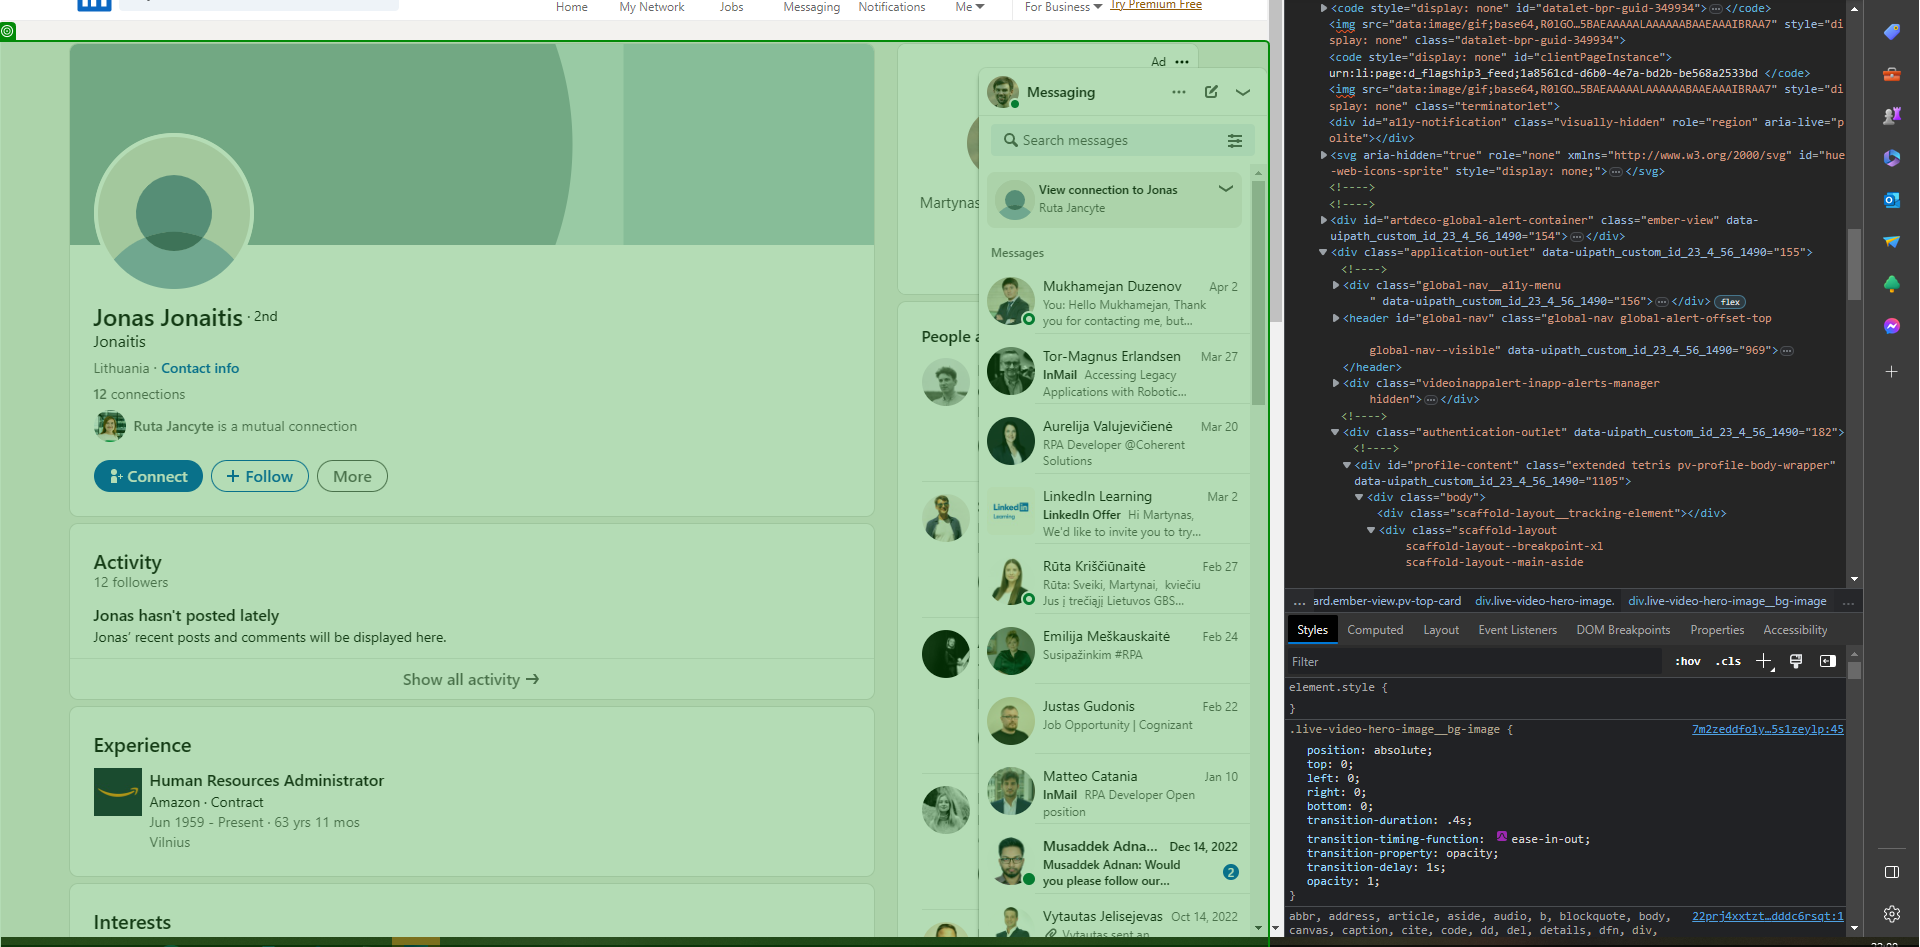 Home
My Network
Jobs
Messaging
Notifications
Me
For Business
Try Premium Free
Ad
Jonas Jonaitis · 2nd
Jonaitis
Lithuania · Contact info
12 connections
Ruta Jancyte is a mutual connection
Connect
Follow
More
Activity
12 followers
Jonas hasn't posted lately
Jonas' recent posts and comments will be displayed here.
Show all activity
Experience
Human Resources Administrator
Amazon · Contract
Jun 1959 - Present · 63 yrs 11 mos
Vilnius
Interests
Martynas
People a
Messaging
Search messages
View connection to Jonas
Ruta Jancyte
Messages
Mukhamejan Duzenov Apr 2
You: Hello Mukhamejan, Thank
you for contacting me, but...
Tor-Magnus Erlandsen Mar 27
InMail Accessing Legacy
Applications with Robotic...
Aurelija Valujevičienė Mar 20
RPA Developer @Coherent
Solutions
LinkedIn
Learning
LinkedIn Learning Mar 2
LinkedIn Offer Hi Martynas,
We'd like to invite you to try...
Rūta Kriščiūnaitė Feb 27
Rūta: Sveiki, Martynai, kviečiu
Jus į trečiąjį Lietuvos GBS...
Emilija Meškauskaitė Feb 24
Susipažinkim #RPA
Justas Gudonis Feb 22
Job Opportunity | Cognizant
Matteo Catania Jan 10
InMail RPA Developer Open
position
Musaddek Adna... Dec 14, 2022
Musaddek Adnan: Would
you please follow our...
2
Vytautas Jelisejevas Oct 14, 2022
Vytautas sent an
<code style="display: none" id="datalet-bpr-guid-349934">…</code>
<img src="data:image/gif;base64,R0lGO…5BAEAAAAALAAAAAABAAEAAAIBRAA7" style="di
splay: none" class="datalet-bpr-guid-349934">
<code style="display: none" id="clientPageInstance">
urn:li:page:d_flagship3_feed;1a8561cd-d6b0-4e7a-bd2b-be568a2533bd </code>
<img src="data:image/gif;base64,R0lGO…5BAEAAAAALAAAAAABAAEAAAIBRAA7" style="di
splay: none" class="terminatorlet">
<div id="a11y-notification" class="visually-hidden" role="region" aria-live="p
olite"></div>
<svg aria-hidden="true" role="none" xmlns="http://www.w3.org/2000/svg" id="hue
-web-icons-sprite" style="display: none;">…</svg>
<!---->
<!---->
<div id="artdeco-global-alert-container" class="ember-view" data-
uipath_custom_id_23_4_56_1490="154">…</div>
<div class="application-outlet" data-uipath_custom_id_23_4_56_1490="155">
<!---->
<div class="global-nav__a11y-menu
" data-uipath_custom_id_23_4_56_1490="156">…</div> flex
<header id="global-nav" class="global-nav global-alert-offset-top
global-nav--visible" data-uipath_custom_id_23_4_56_1490="969">…
</header>
<div class="videoinappalert-inapp-alerts-manager
hidden">…</div>
<!---->
<div class="authentication-outlet" data-uipath_custom_id_23_4_56_1490="182">
<!---->
<div id="profile-content" class="extended tetris pv-profile-body-wrapper"
data-uipath_custom_id_23_4_56_1490="1105">
<div class="body">
<div class="scaffold-layout__tracking-element"></div>
<div class="scaffold-layout
scaffold-layout--breakpoint-xl
scaffold-layout--main-aside
... ard.ember-view.pv-top-card div.live-video-hero-image. div.live-video-hero-image__bg-image ...
Styles Computed Layout Event Listeners DOM Breakpoints Properties Accessibility
Filter :hov .cls
element.style {
}
.live-video-hero-image__bg-image { 7m2zeddfo1y…5s1zeylp:45
position: absolute;
top: 0;
left: 0;
right: 0;
bottom: 0;
transition-duration: .4s;
transition-timing-function: ease-in-out;
transition-property: opacity;
transition-delay: 1s;
opacity: 1;
}
abbr, address, article, aside, audio, b, blockquote, body, 22prj4xxtzt…dddc6rsqt:1
canvas, caption, cite, code, dd, del, details, dfn, div,